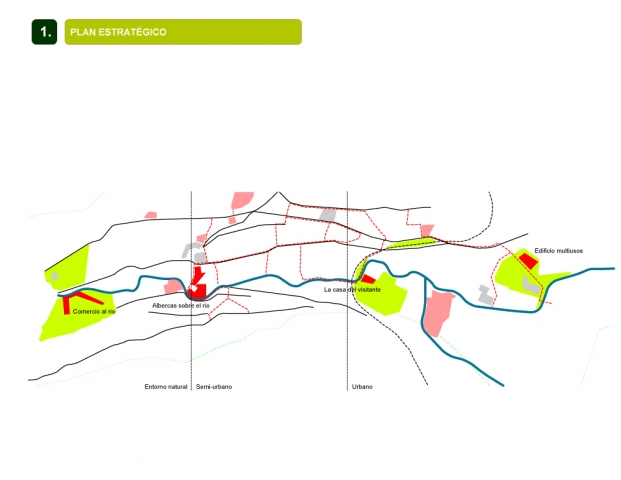 1.
PLAN ESTRATÉGICO
Edificio multiusos
La casa del visitante
Albercas sobre el rio
Comercio al rio
Entorno natural
Semi-urbano
Urbano